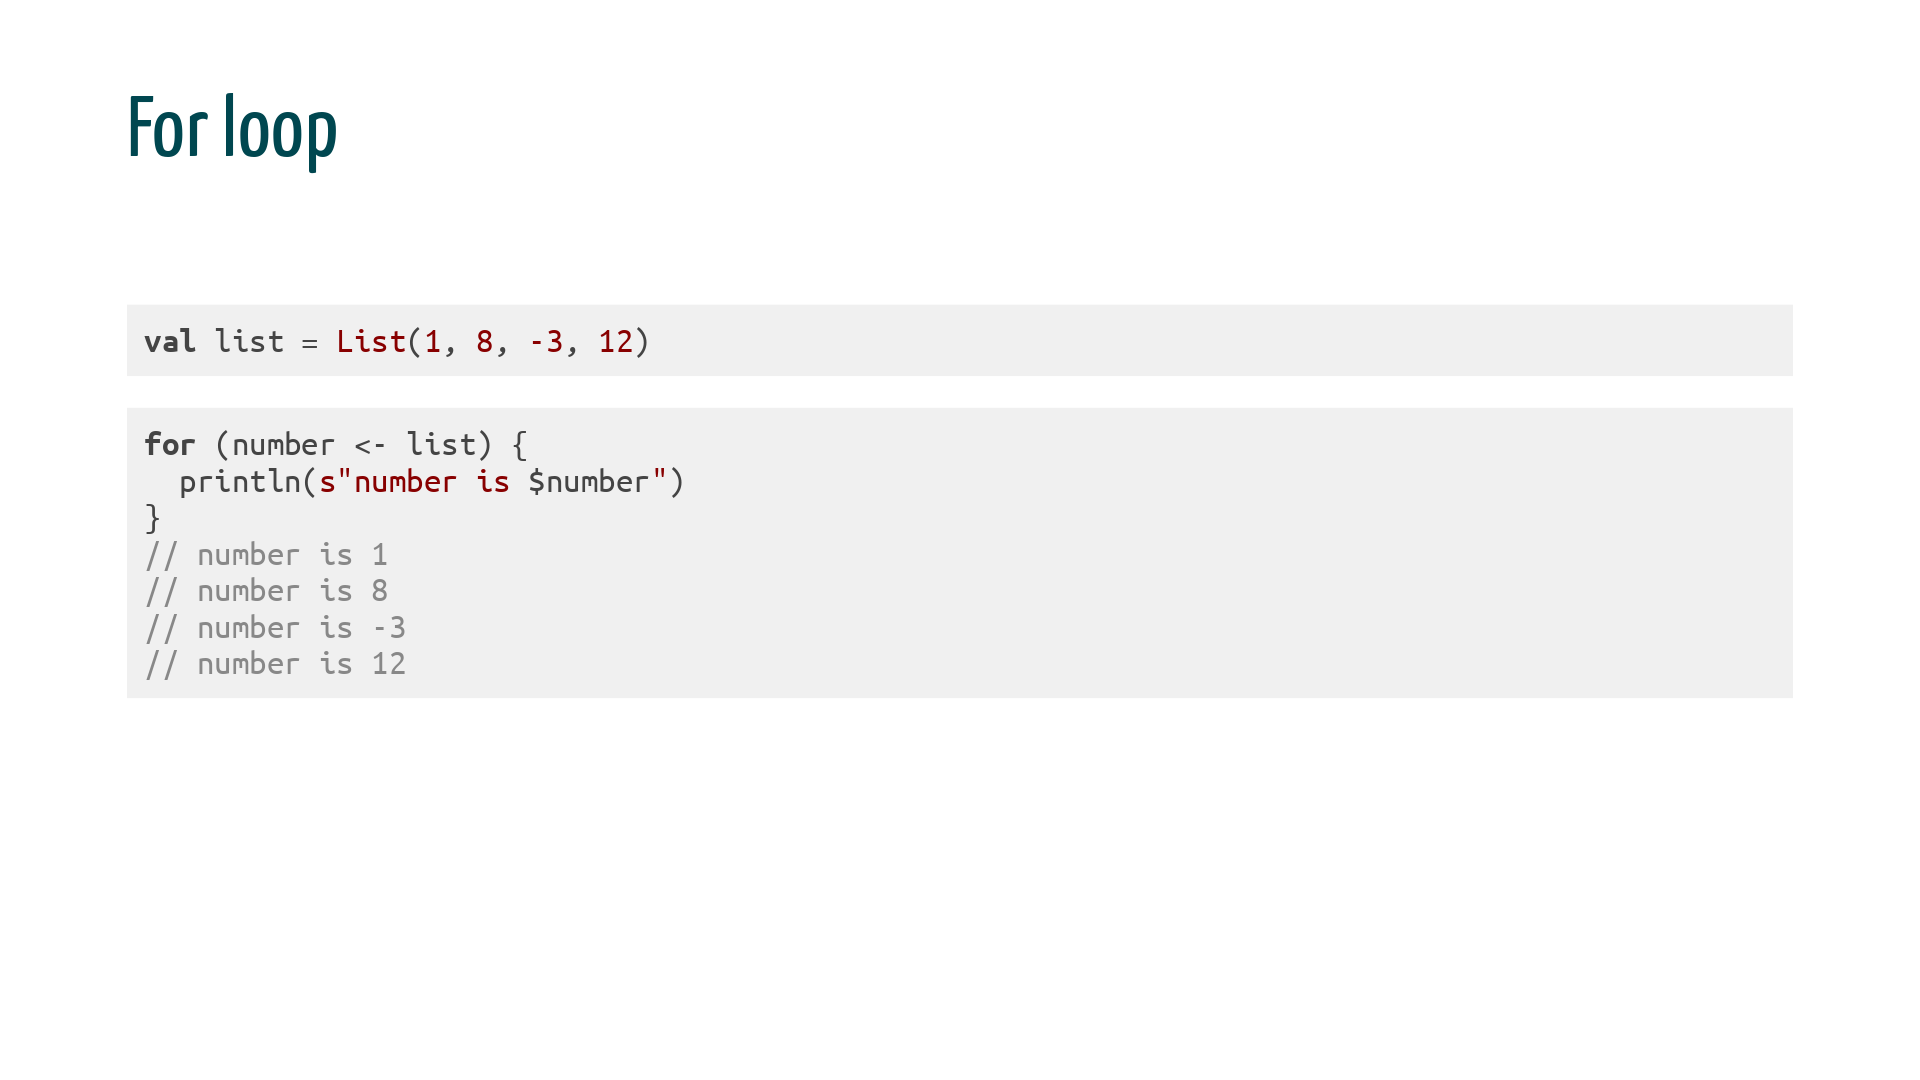 For loop
val list = List(1, 8, -3, 12)
for (number <- list) {
  println(s"number is $number")
}
// number is 1
// number is 8
// number is -3
// number is 12